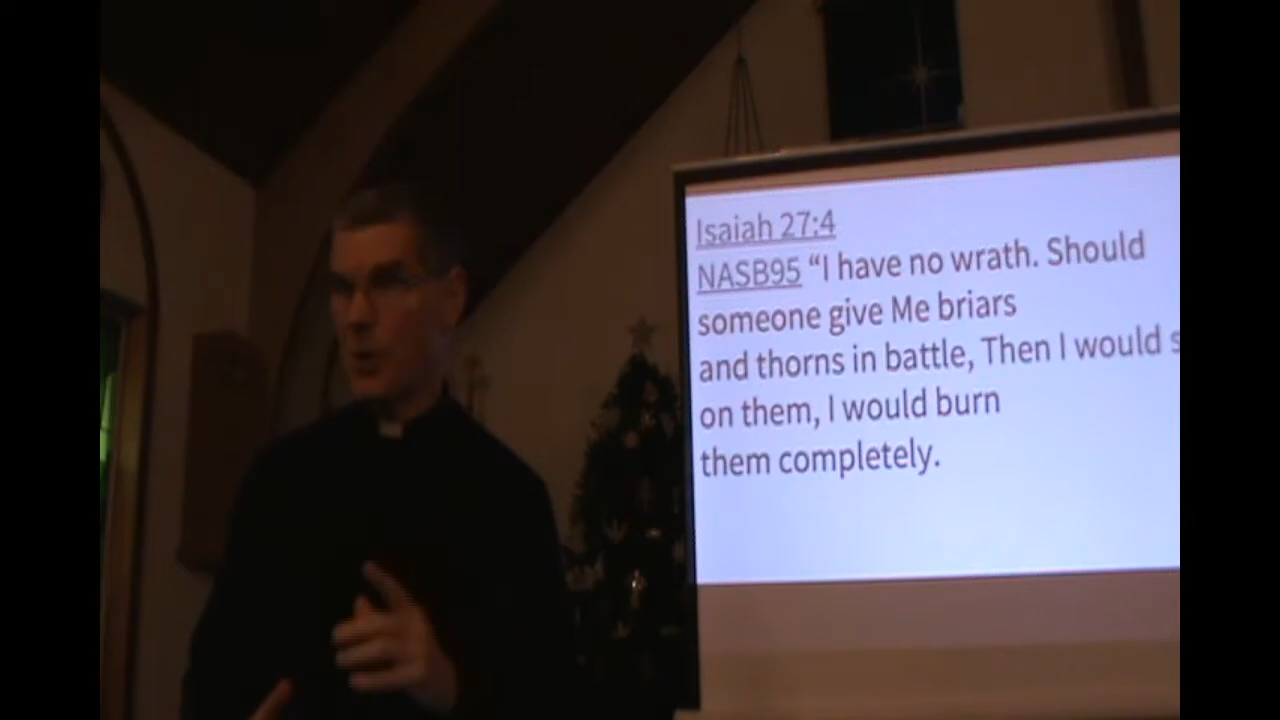 Isaiah 27:4
NASB95 “I have no wrath. Should
someone give Me briars
and thorns in battle, Then I would
on them, I would burn
them completely.